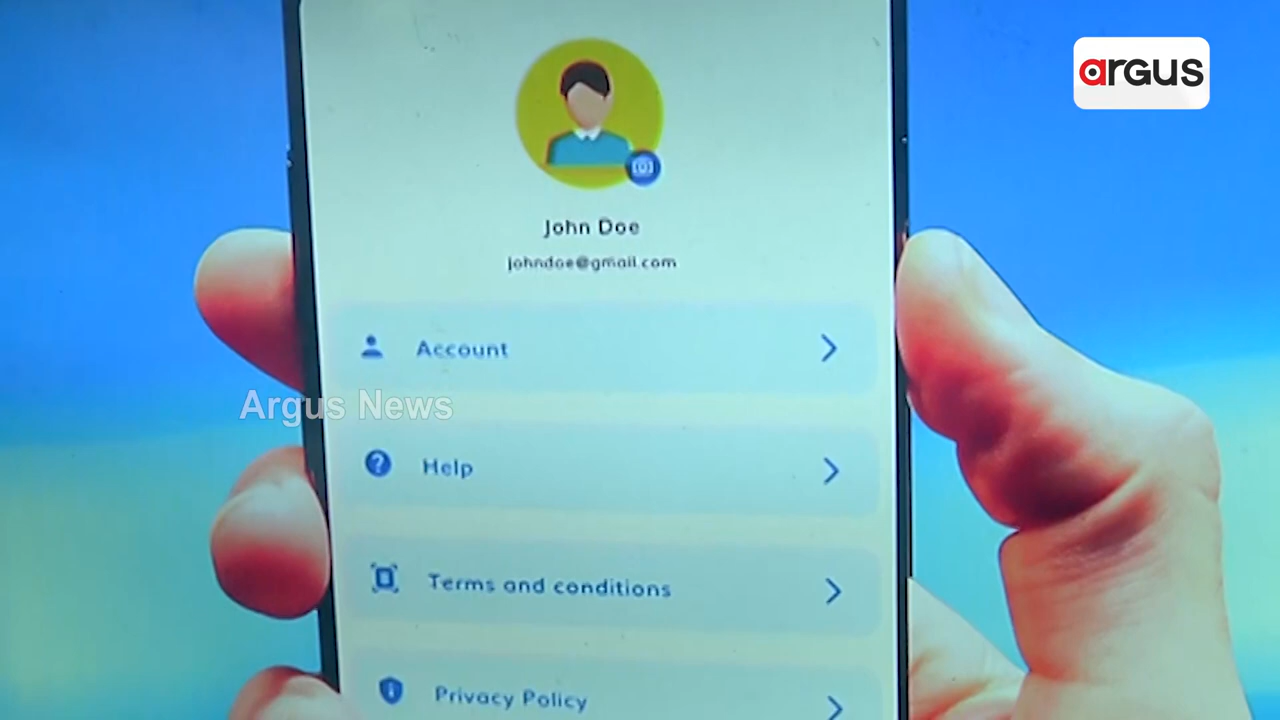 argus
John Doe
johndoe@gmail.com
Account
Argus News
Help
Terms and conditions
Privacy Policy